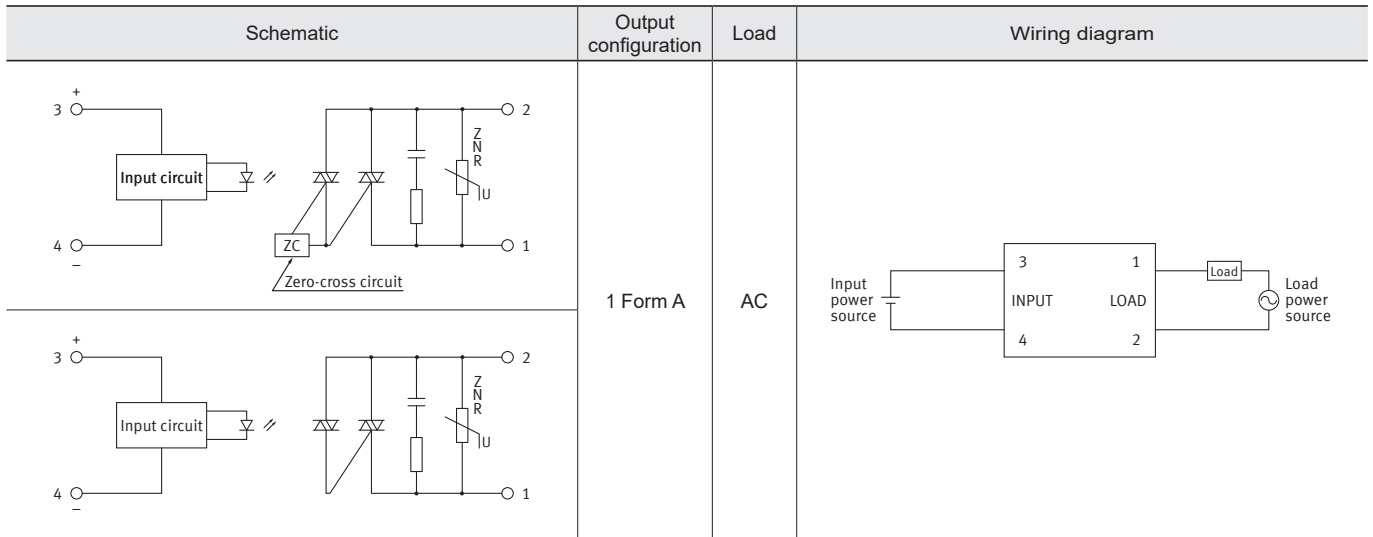 Schematic
Output
configuration
Load
Wiring diagram
+
3
2
Z
N
R
Input circuit
U
4
ZC
1
–
Zero-cross circuit
+
3
2
Z
N
R
Input circuit
U
4
1
–
1 Form A
AC
Input
power
source
3
1
INPUT
LOAD
4
2
Load
Load
power
source